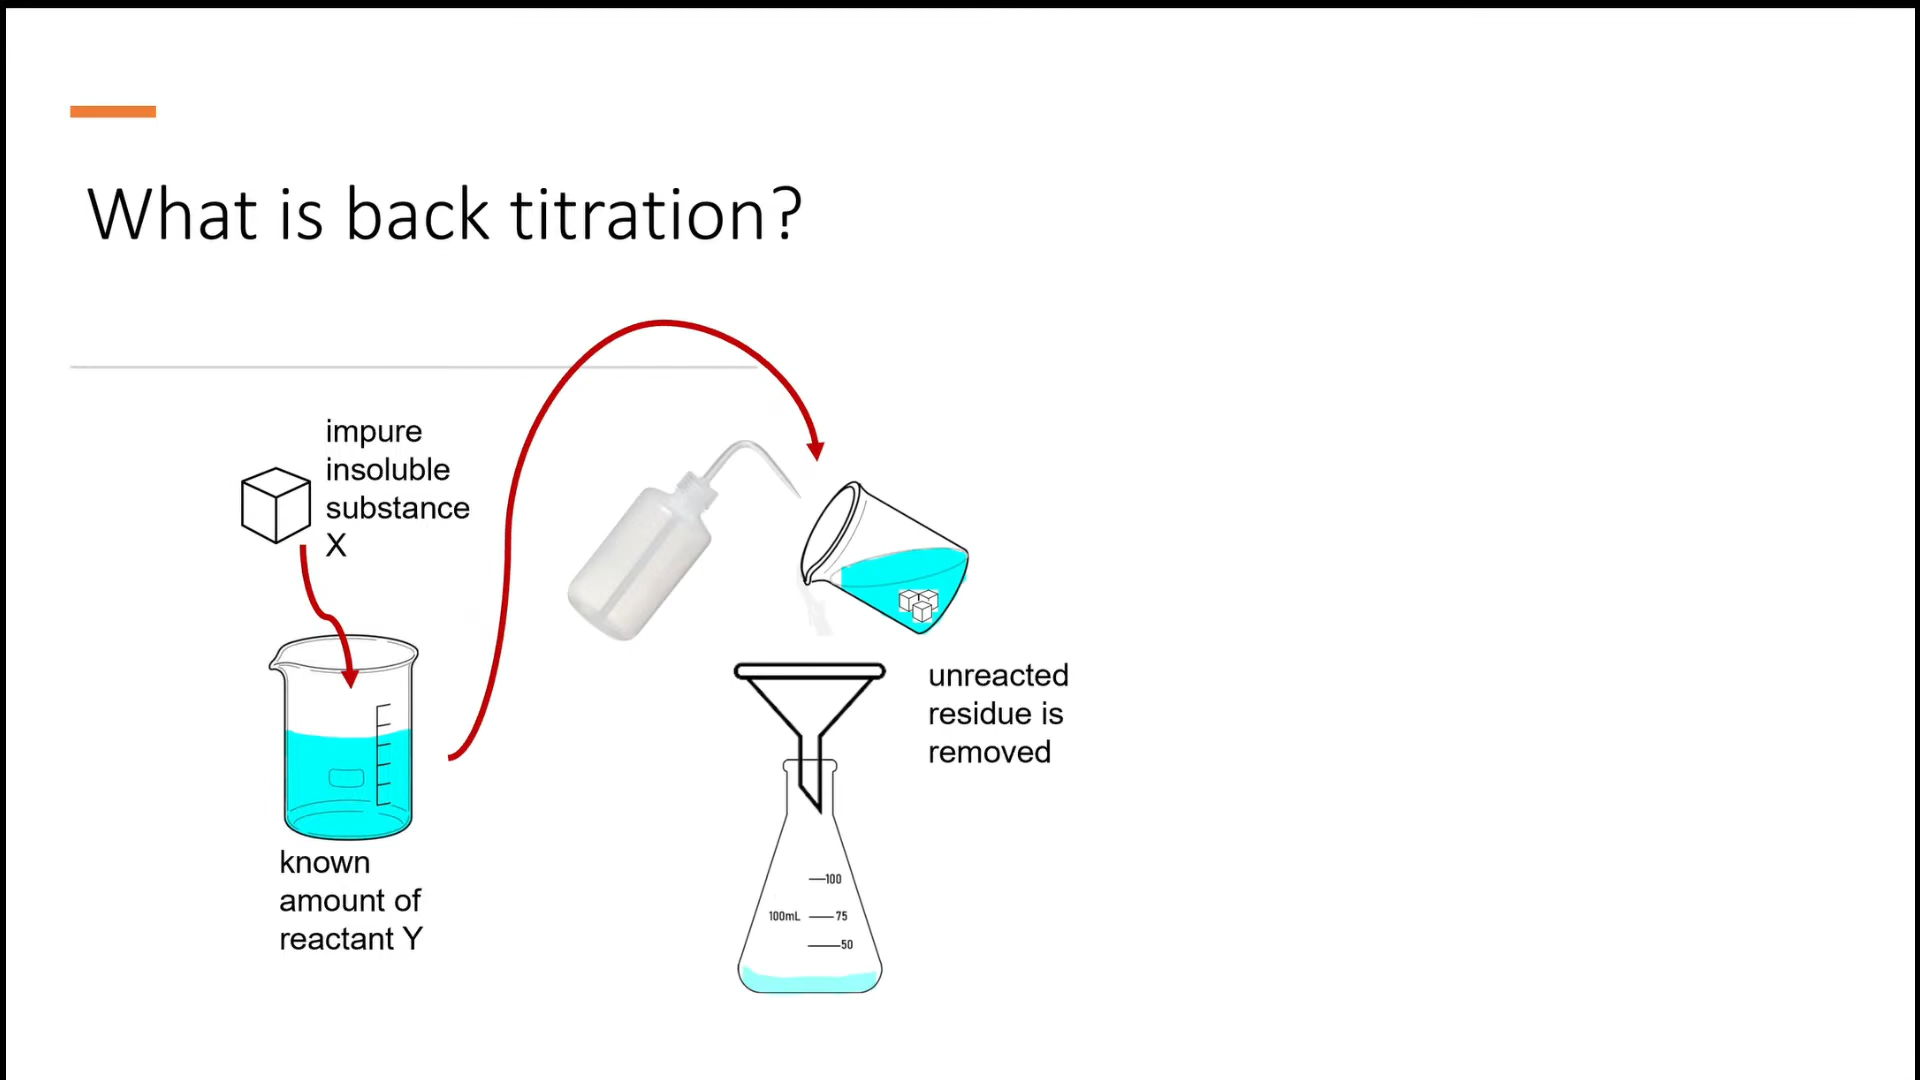 What is back titration?
impure
insoluble
substance
X
known
amount of
reactant Y
unreacted
residue is
removed
100
100mL 75
50